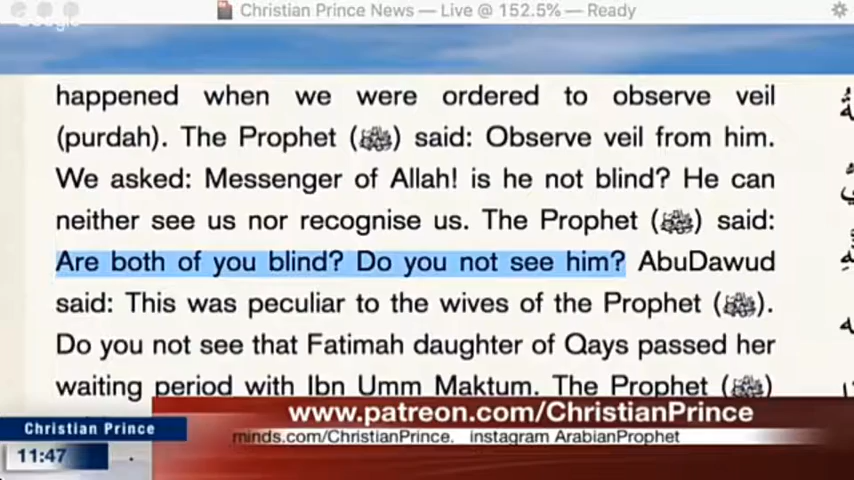 Christian Prince News — Live @ 152.5% — Ready
Google
happened when we were ordered to observe veil
(purdah). The Prophet (ﷺ) said: Observe veil from him.
We asked: Messenger of Allah! is he not blind? He can
neither see us nor recognise us. The Prophet (ﷺ) said:
Are both of you blind? Do you not see him? AbuDawud
said: This was peculiar to the wives of the Prophet (ﷺ).
Do you not see that Fatimah daughter of Qays passed her
waiting period with Ibn Umm Maktum. The Prophet (ﷺ)
www.patreon.com/ChristianPrince
Christian Prince
minds.com/ChristianPrince. instagram ArabianProphet
11:47